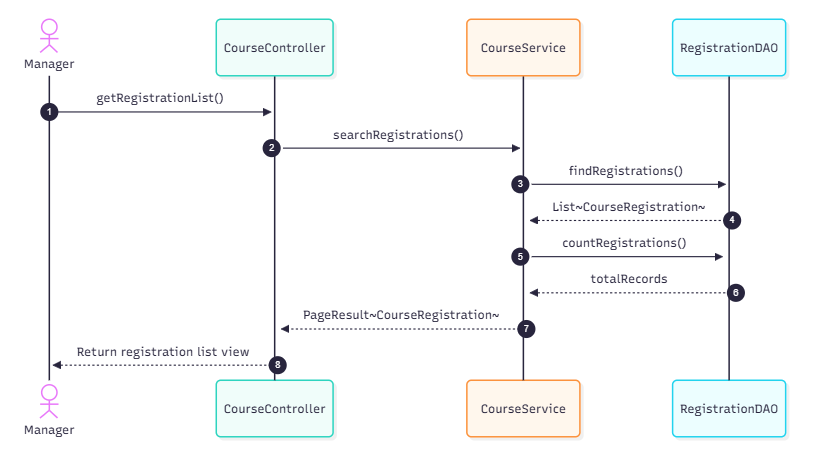 Manager
CourseController
CourseService
RegistrationDAO
1
getRegistrationList()
2
searchRegistrations()
3
findRegistrations()
List~CourseRegistration~
4
5
countRegistrations()
totalRecords
6
PageResult~CourseRegistration~
7
Return registration list view
8
Manager
CourseController
CourseService
RegistrationDAO